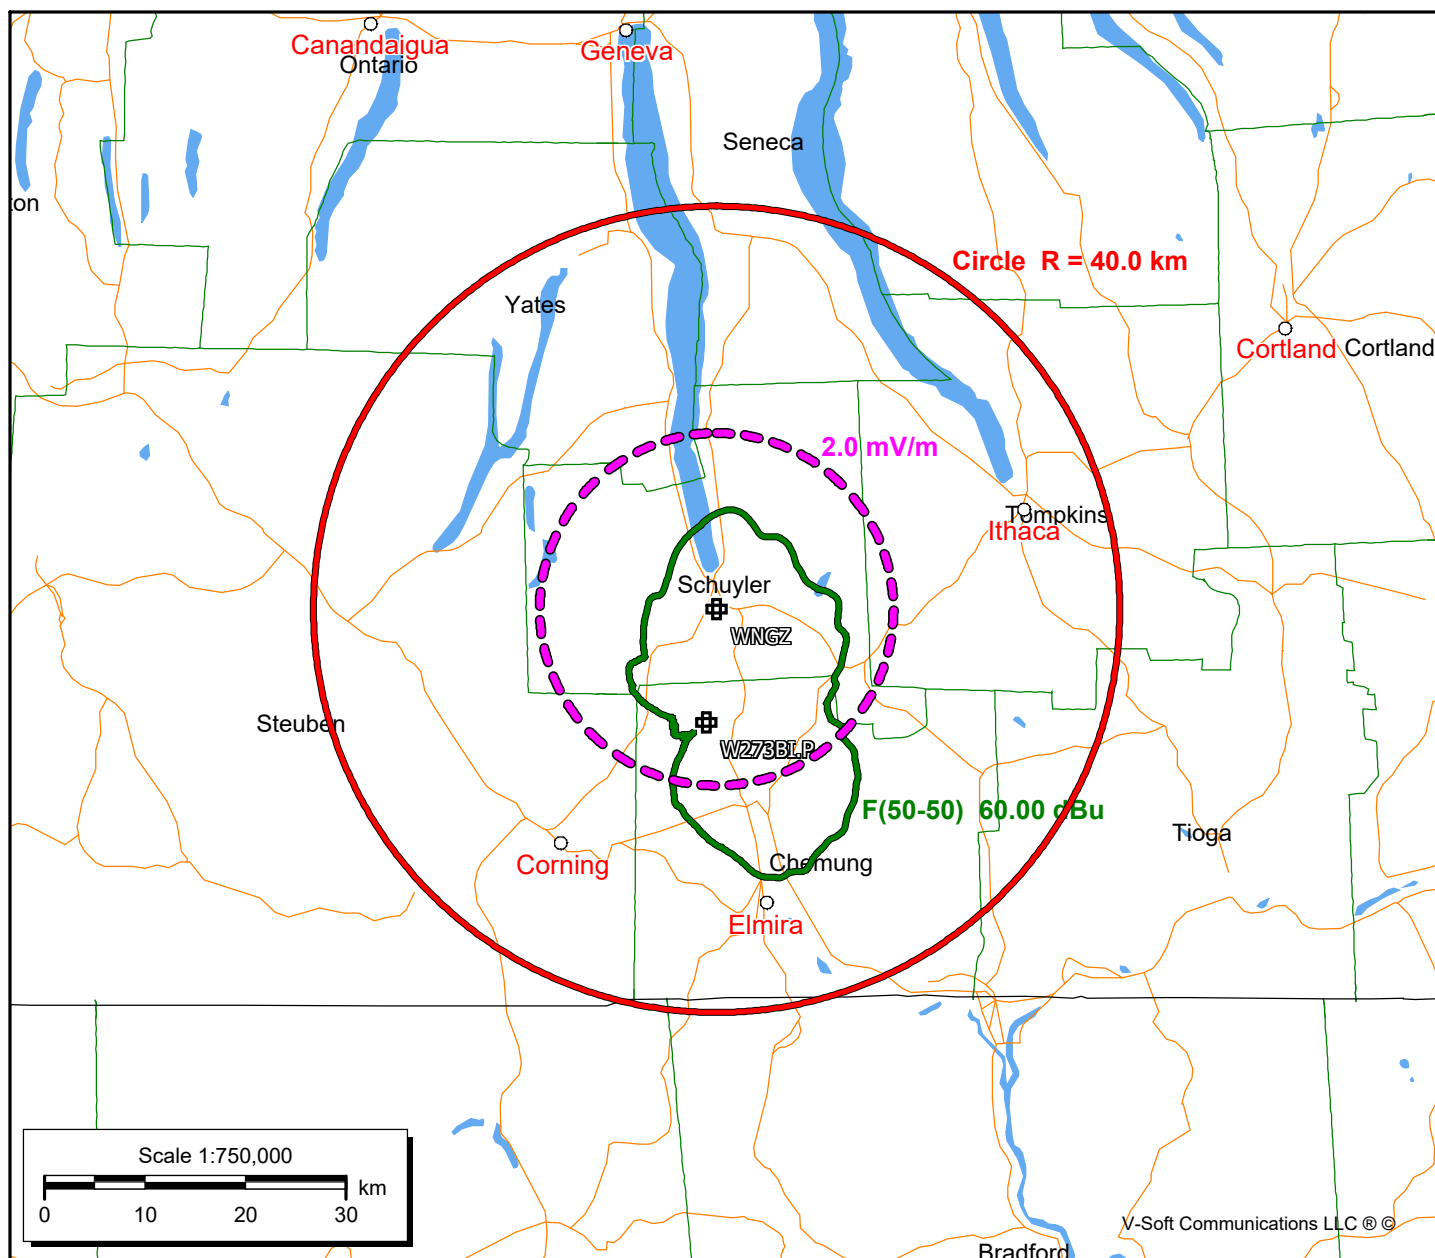 Canandaigua
Ontario
Geneva
Seneca
ton
Circle R = 40.0 km
Yates
Cortland
Cortland
2.0 mV/m
Tompkins
Ithaca
Schuyler
WNGZ
Steuben
W273BLP
F(50-50) 60.00 dBu
Tioga
Corning
Chemung
Elmira
Scale 1:750,000
km
0 10 20 30
V-Soft Communications LLC ® ©
Bradford